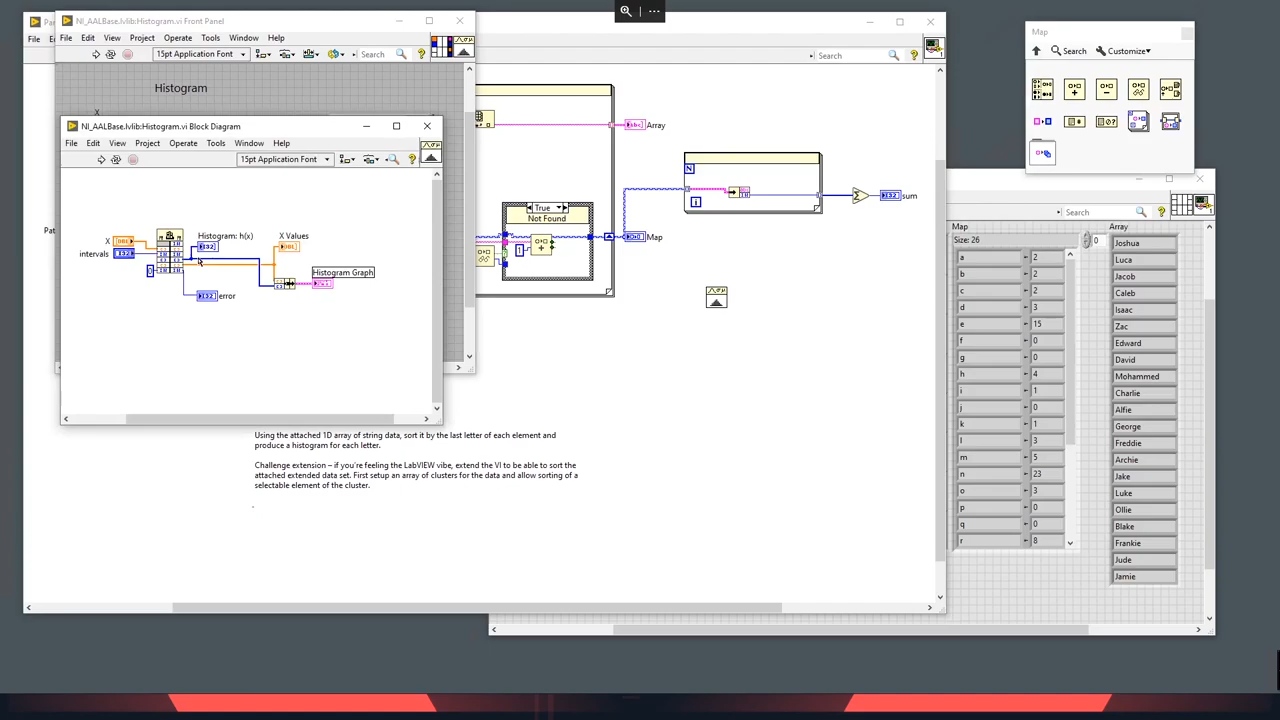 NI_AALBase.lvlib:Histogram.vi Front Panel
File Edit View Project Operate Tools Window Help
15pt Application Font
Search
Histogram
X
NI_AALBase.lvlib:Histogram.vi Block Diagram
File Edit View Project Operate Tools Window Help
15pt Application Font
X
intervals
Histogram: h(x)
X Values
Histogram Graph
error
I32
0
File
Search
Array
abc
True
Not Found
1
Map
N
i
I32
sum
Using the attached 1D array of string data, sort it by the last letter of each element and
produce a histogram for each letter.
Challenge extension – if you're feeling the LabVIEW vibe, extend the VI to be able to sort the
attached extended data set. First setup an array of clusters for the data and allow sorting of a
selectable element of the cluster.
Map
Search Customize
Search
Map
Size: 26
a 2
b 2
c 2
d 3
e 15
f 0
g 0
h 4
i 1
j 0
k 1
l 3
m 5
n 23
o 3
p 0
q 0
r 8
Array
0
Joshua
Luca
Jacob
Caleb
Isaac
Zac
Edward
David
Mohammed
Charlie
Alfie
George
Freddie
Archie
Jake
Luke
Ollie
Blake
Frankie
Jude
Jamie